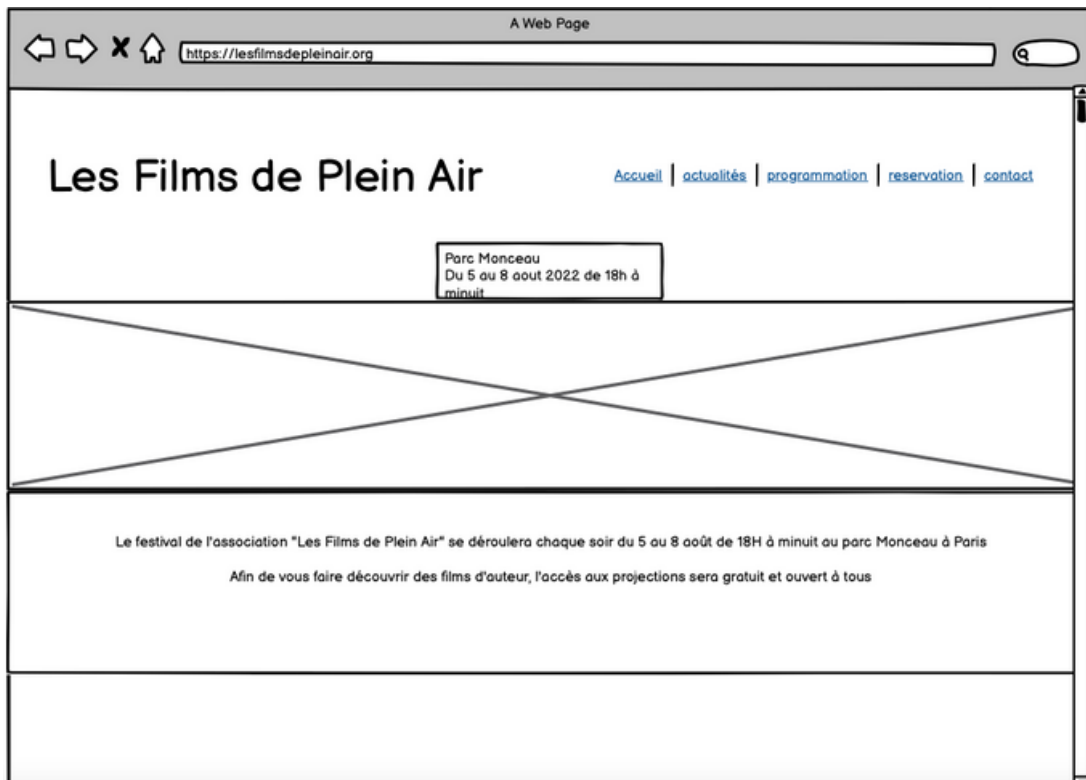 A Web Page
https://lesfilmsdepleinair.org
Les Films de Plein Air
Accueil | actualités | programmation | reservation | contact
Parc Monceau
Du 5 au 8 aout 2022 de 18h à
minuit
Le festival de l'association "Les Films de Plein Air" se déroulera chaque soir du 5 au 8 août de 18H à minuit au parc Monceau à Paris
Afin de vous faire découvrir des films d'auteur, l'accès aux projections sera gratuit et ouvert à tous